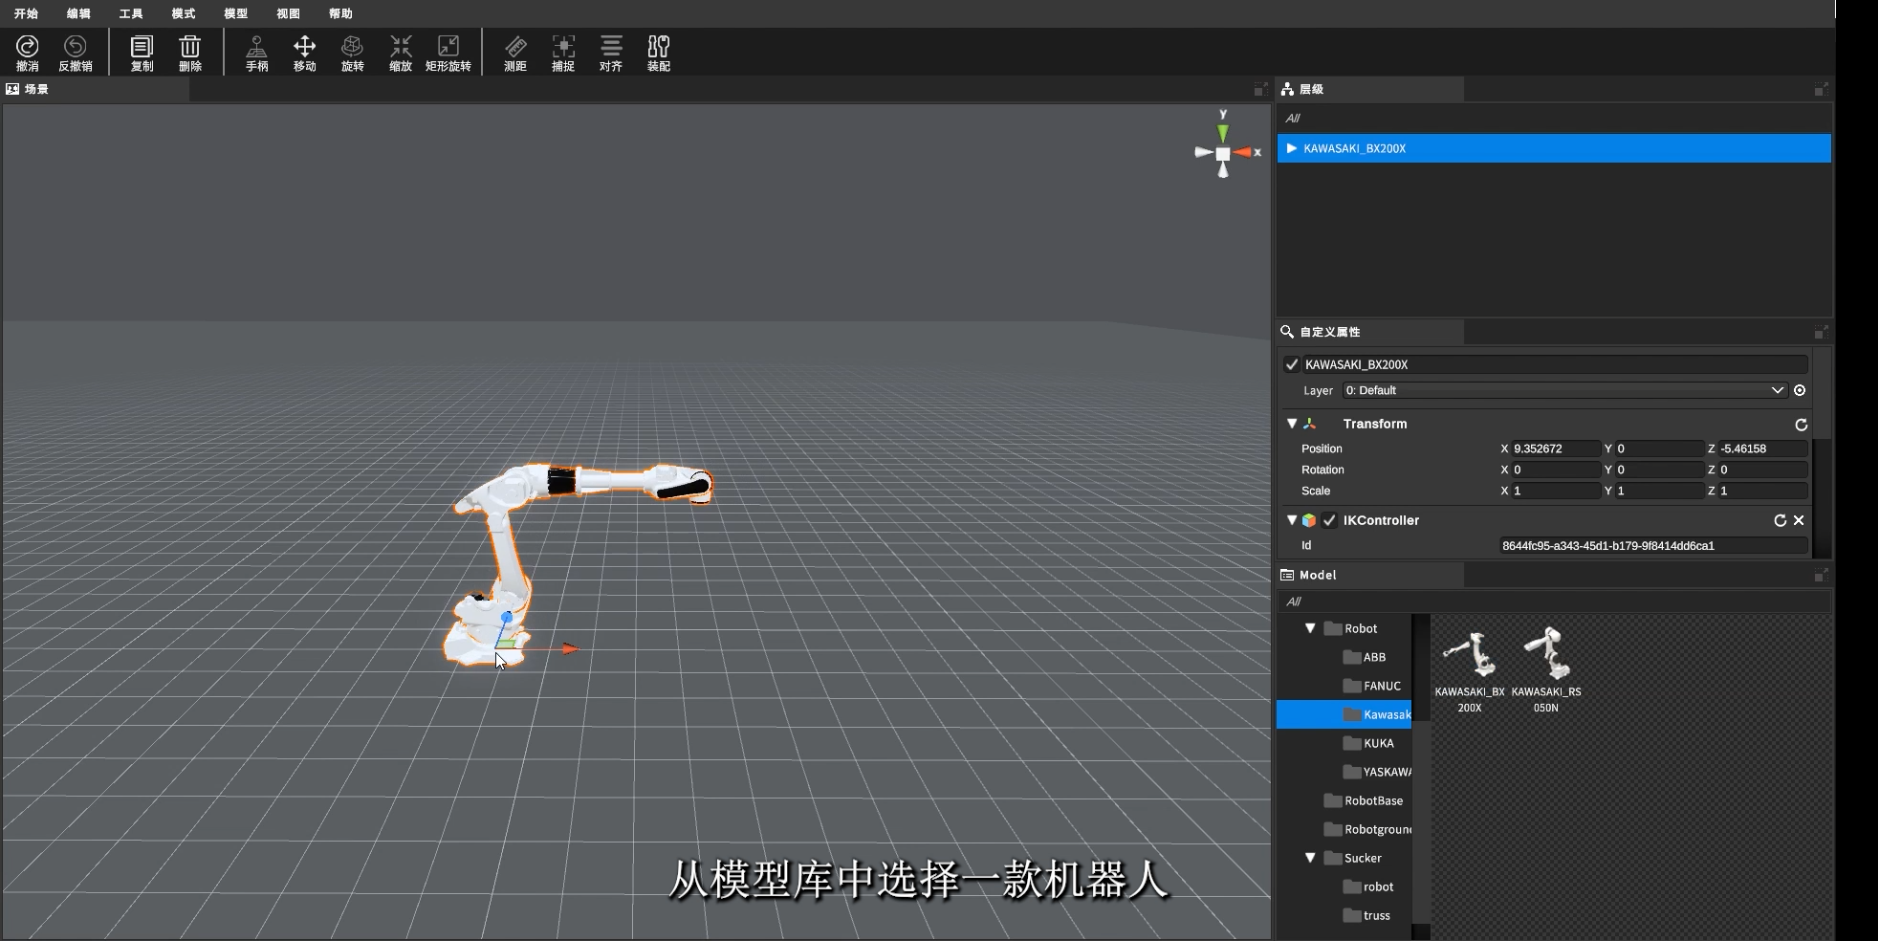 开始 编辑 工具 模式 模型 视图 帮助
撤消 反撤销 复制 删除 手柄 移动 旋转 缩放 矩形旋转 测距 捕捉 对齐 装配
场景
层级
All
KAWASAKI_BX200X
y
x
自定义属性
KAWASAKI_BX200X
Layer 0: Default
Transform
Position X 9.352672 Y 0 Z -5.46158
Rotation X 0 Y 0 Z 0
Scale X 1 Y 1 Z 1
IKController
Id 8644fc95-a343-45d1-b179-9f8414dd6ca1
Model
All
Robot
ABB
FANUC
Kawasak
KUKA
YASKAWA
RobotBase
Robotground
Sucker
robot
truss
KAWASAKI_BX
200X
KAWASAKI_RS
050N
从模型库中选择一款机器人